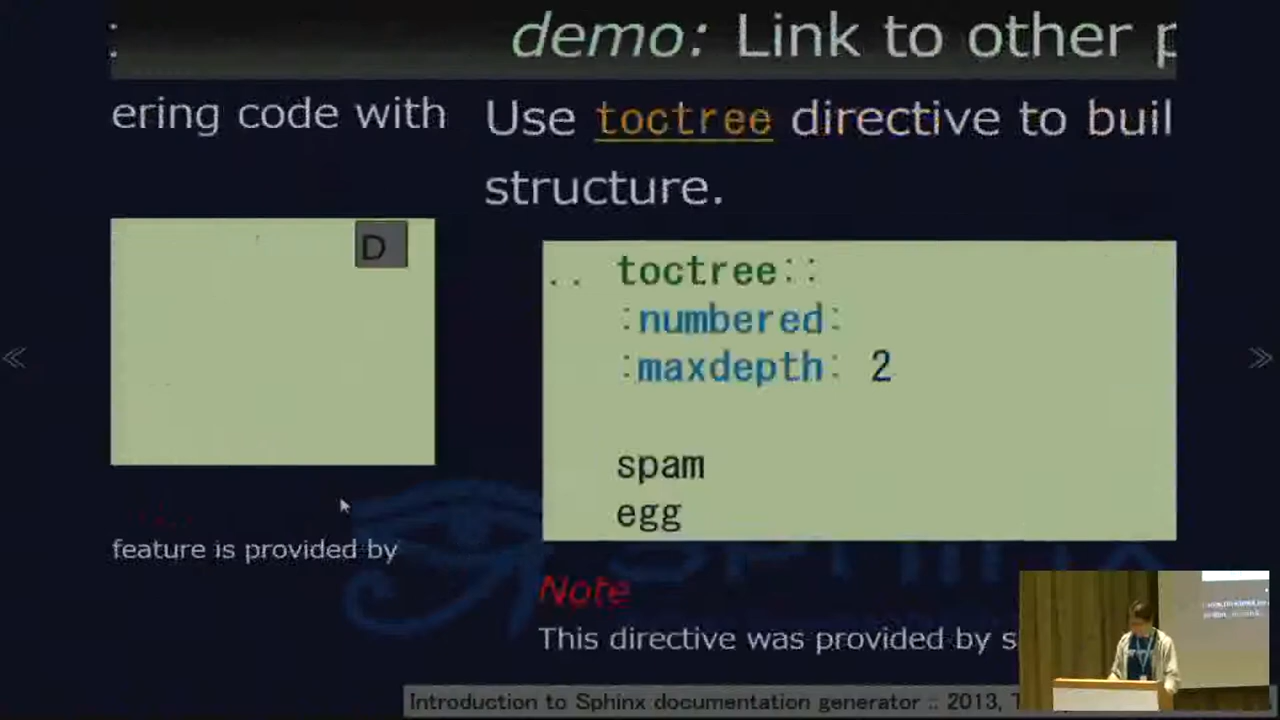 :
demo: Link to other p
ering code with
Use toctree directive to buil
structure.
D
.. toctree::
:numbered:
:maxdepth: 2
spam
egg
feature is provided by
Note
This directive was provided by s
Introduction to Sphinx documentation generator :: 2013, T